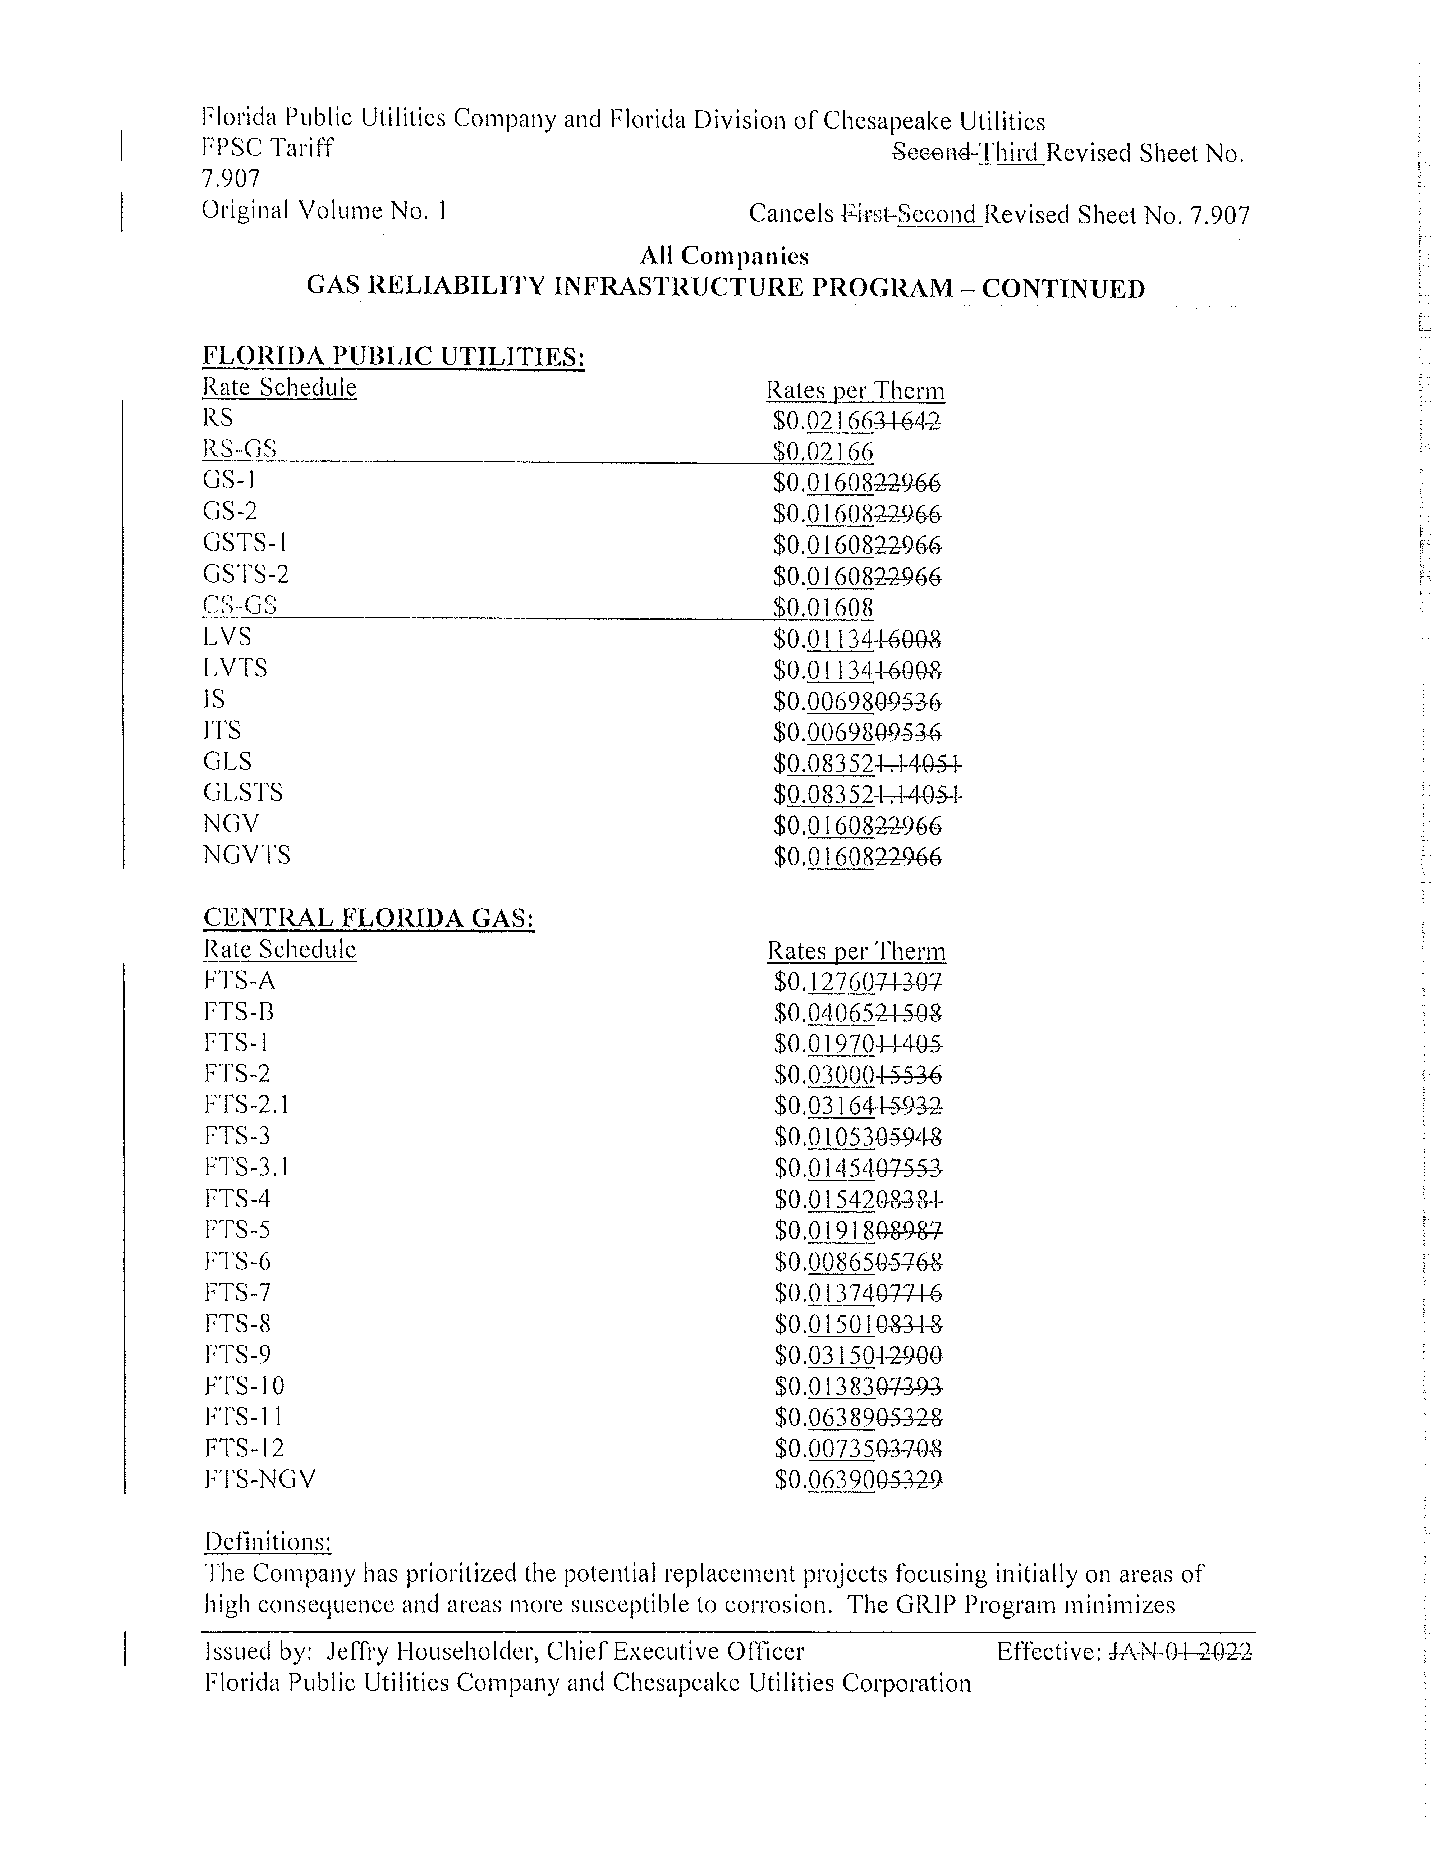 Florida Public Utilities Company and Florida Division of Chesapeake Utilities
FPSC Tariff Second Third Revised Sheet No.
7.907
Original Volume No. 1 Cancels First Second Revised Sheet No. 7.907
All Companies
GAS RELIABILITY INFRASTRUCTURE PROGRAM – CONTINUED
FLORIDA PUBLIC UTILITIES:
Rate Schedule Rates per Therm
RS $0.0216631642
RS-GS $0.02166
GS-1 $0.0160822966
GS-2 $0.0160822966
GSTS-1 $0.0160822966
GSTS-2 $0.0160822966
CS-GS $0.01608
LVS $0.0113416008
LVTS $0.0113416008
IS $0.0069809536
ITS $0.0069809536
GLS $0.083521.14051
GLSTS $0.083521.14051
NGV $0.0160822966
NGVTS $0.0160822966
CENTRAL FLORIDA GAS:
Rate Schedule Rates per Therm
FTS-A $0.1276071307
FTS-B $0.0406521508
FTS-1 $0.0197011405
FTS-2 $0.0300015536
FTS-2.1 $0.0316415932
FTS-3 $0.0105305948
FTS-3.1 $0.0145407553
FTS-4 $0.0154208381
FTS-5 $0.0191808987
FTS-6 $0.0086505768
FTS-7 $0.0137407716
FTS-8 $0.0150108318
FTS-9 $0.0315012900
FTS-10 $0.0138307393
FTS-11 $0.0638905328
FTS-12 $0.0073503708
FTS-NGV $0.0639005329
Definitions:
The Company has prioritized the potential replacement projects focusing initially on areas of
high consequence and areas more susceptible to corrosion. The GRIP Program minimizes
Issued by: Jeffry Householder, Chief Executive Officer Effective: JAN 01 2022
Florida Public Utilities Company and Chesapeake Utilities Corporation